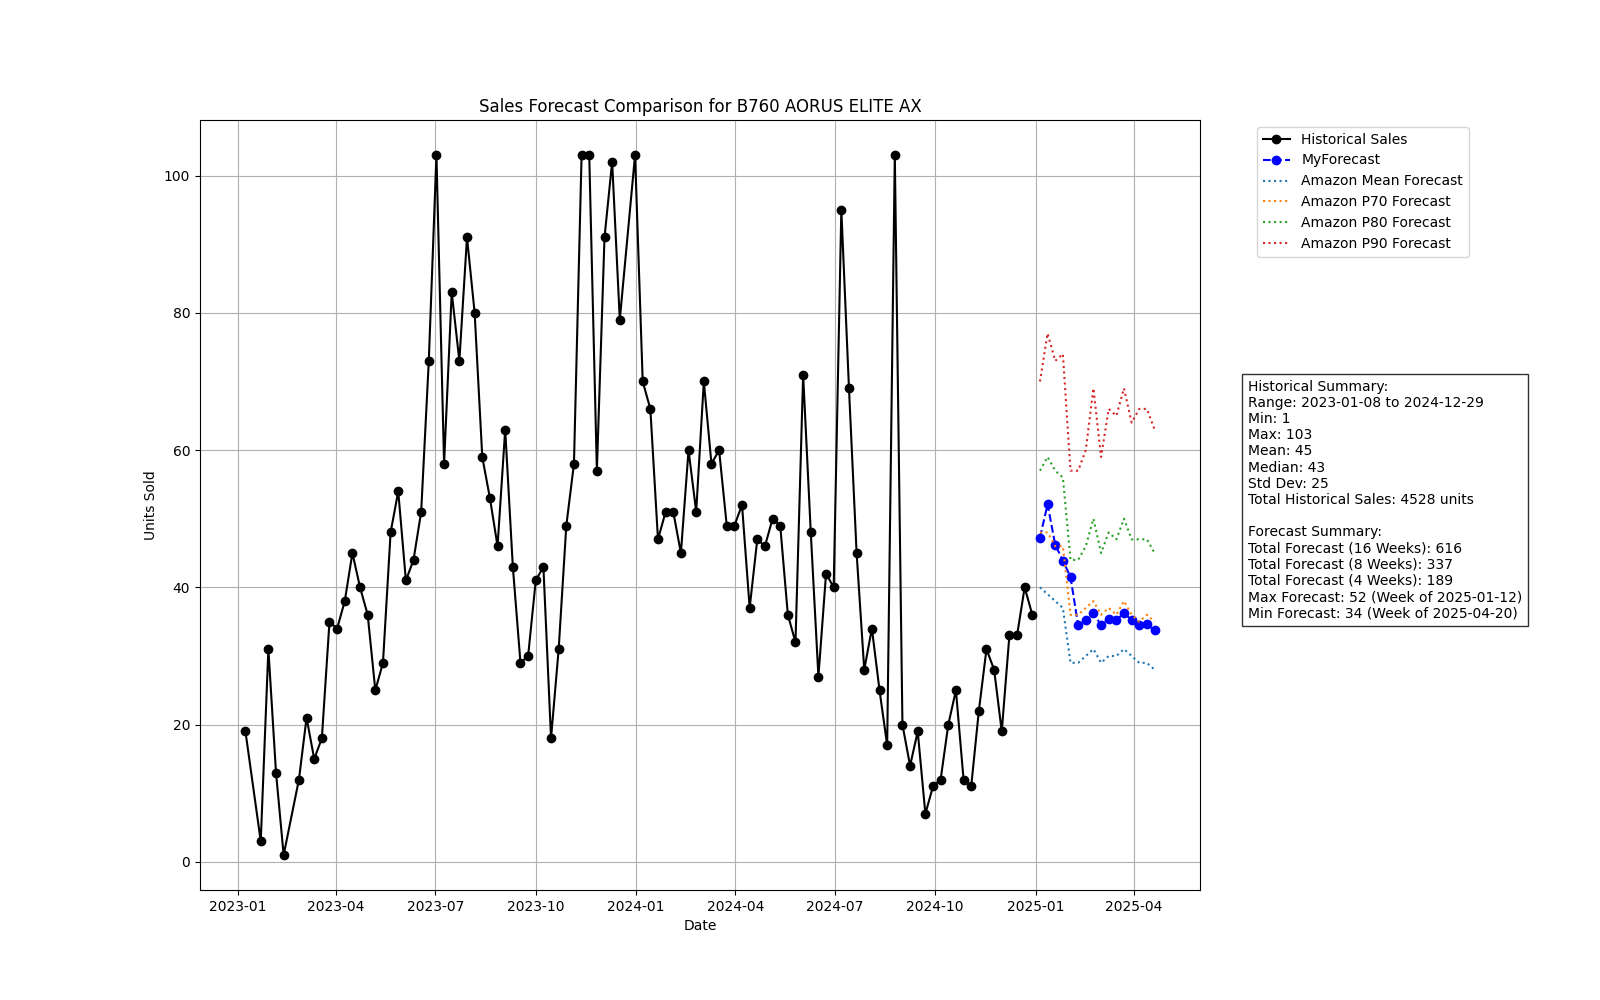 Sales Forecast Comparison for B760 AORUS ELITE AX
Historical Sales
MyForecast
Amazon Mean Forecast
Amazon P70 Forecast
Amazon P80 Forecast
Amazon P90 Forecast
Units Sold
100
80
60
40
20
0
2023-01
2023-04
2023-07
2023-10
2024-01
2024-04
2024-07
2024-10
2025-01
2025-04
Date
Historical Summary:
Range: 2023-01-08 to 2024-12-29
Min: 1
Max: 103
Mean: 45
Median: 43
Std Dev: 25
Total Historical Sales: 4528 units
Forecast Summary:
Total Forecast (16 Weeks): 616
Total Forecast (8 Weeks): 337
Total Forecast (4 Weeks): 189
Max Forecast: 52 (Week of 2025-01-12)
Min Forecast: 34 (Week of 2025-04-20)